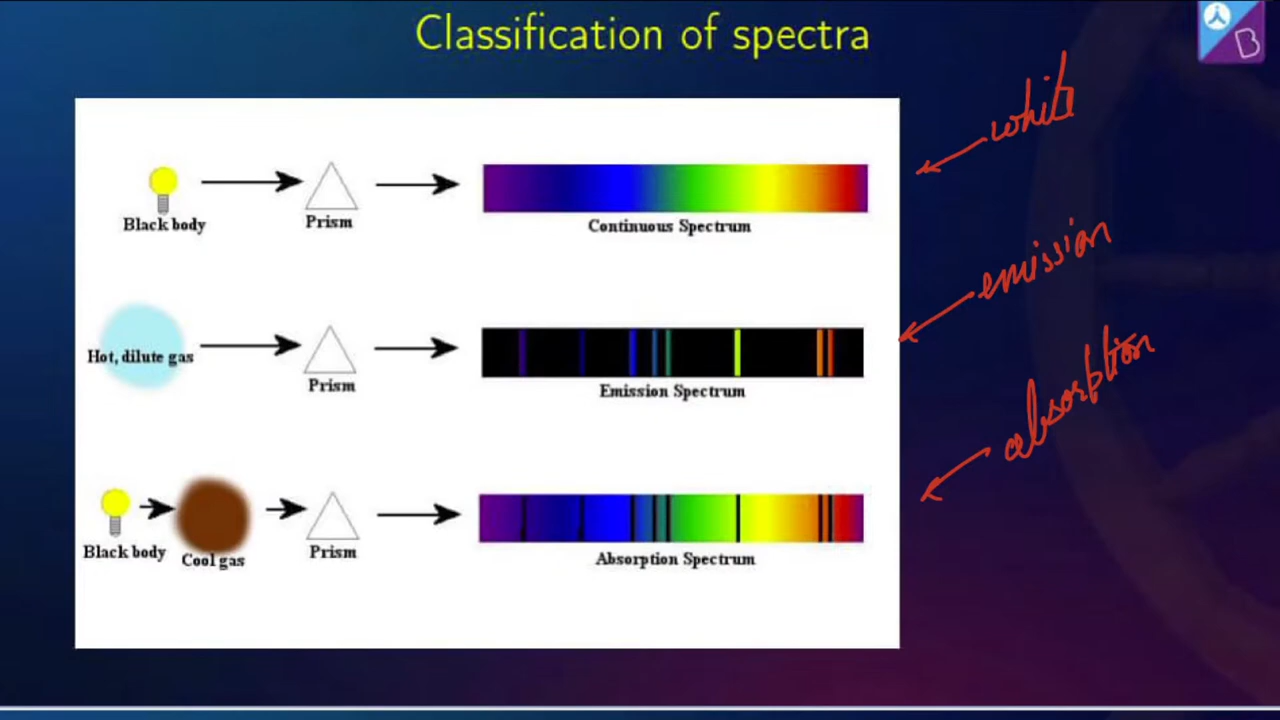 Classification of spectra
white
Black body
Prism
Continuous Spectrum
emission
Hot, dilute gas
Prism
Emission Spectrum
absorption
Black body
Cool gas
Prism
Absorption Spectrum
B